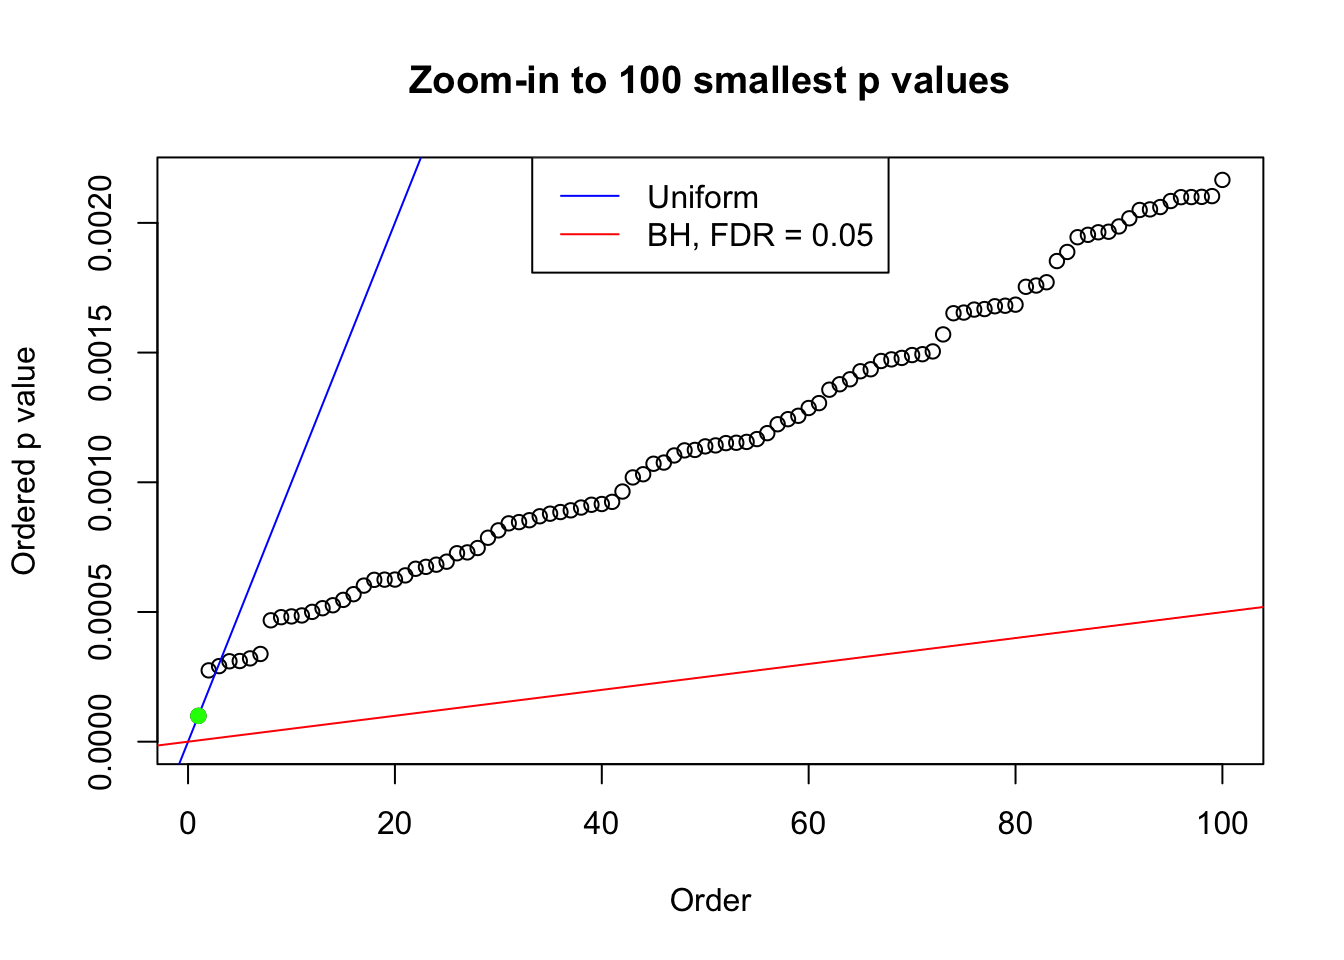 Zoom-in to 100 smallest p values
Uniform
BH, FDR = 0.05
Ordered p value
0.0020
0.0015
0.0010
0.0005
0.0000
0 20 40 60 80 100
Order